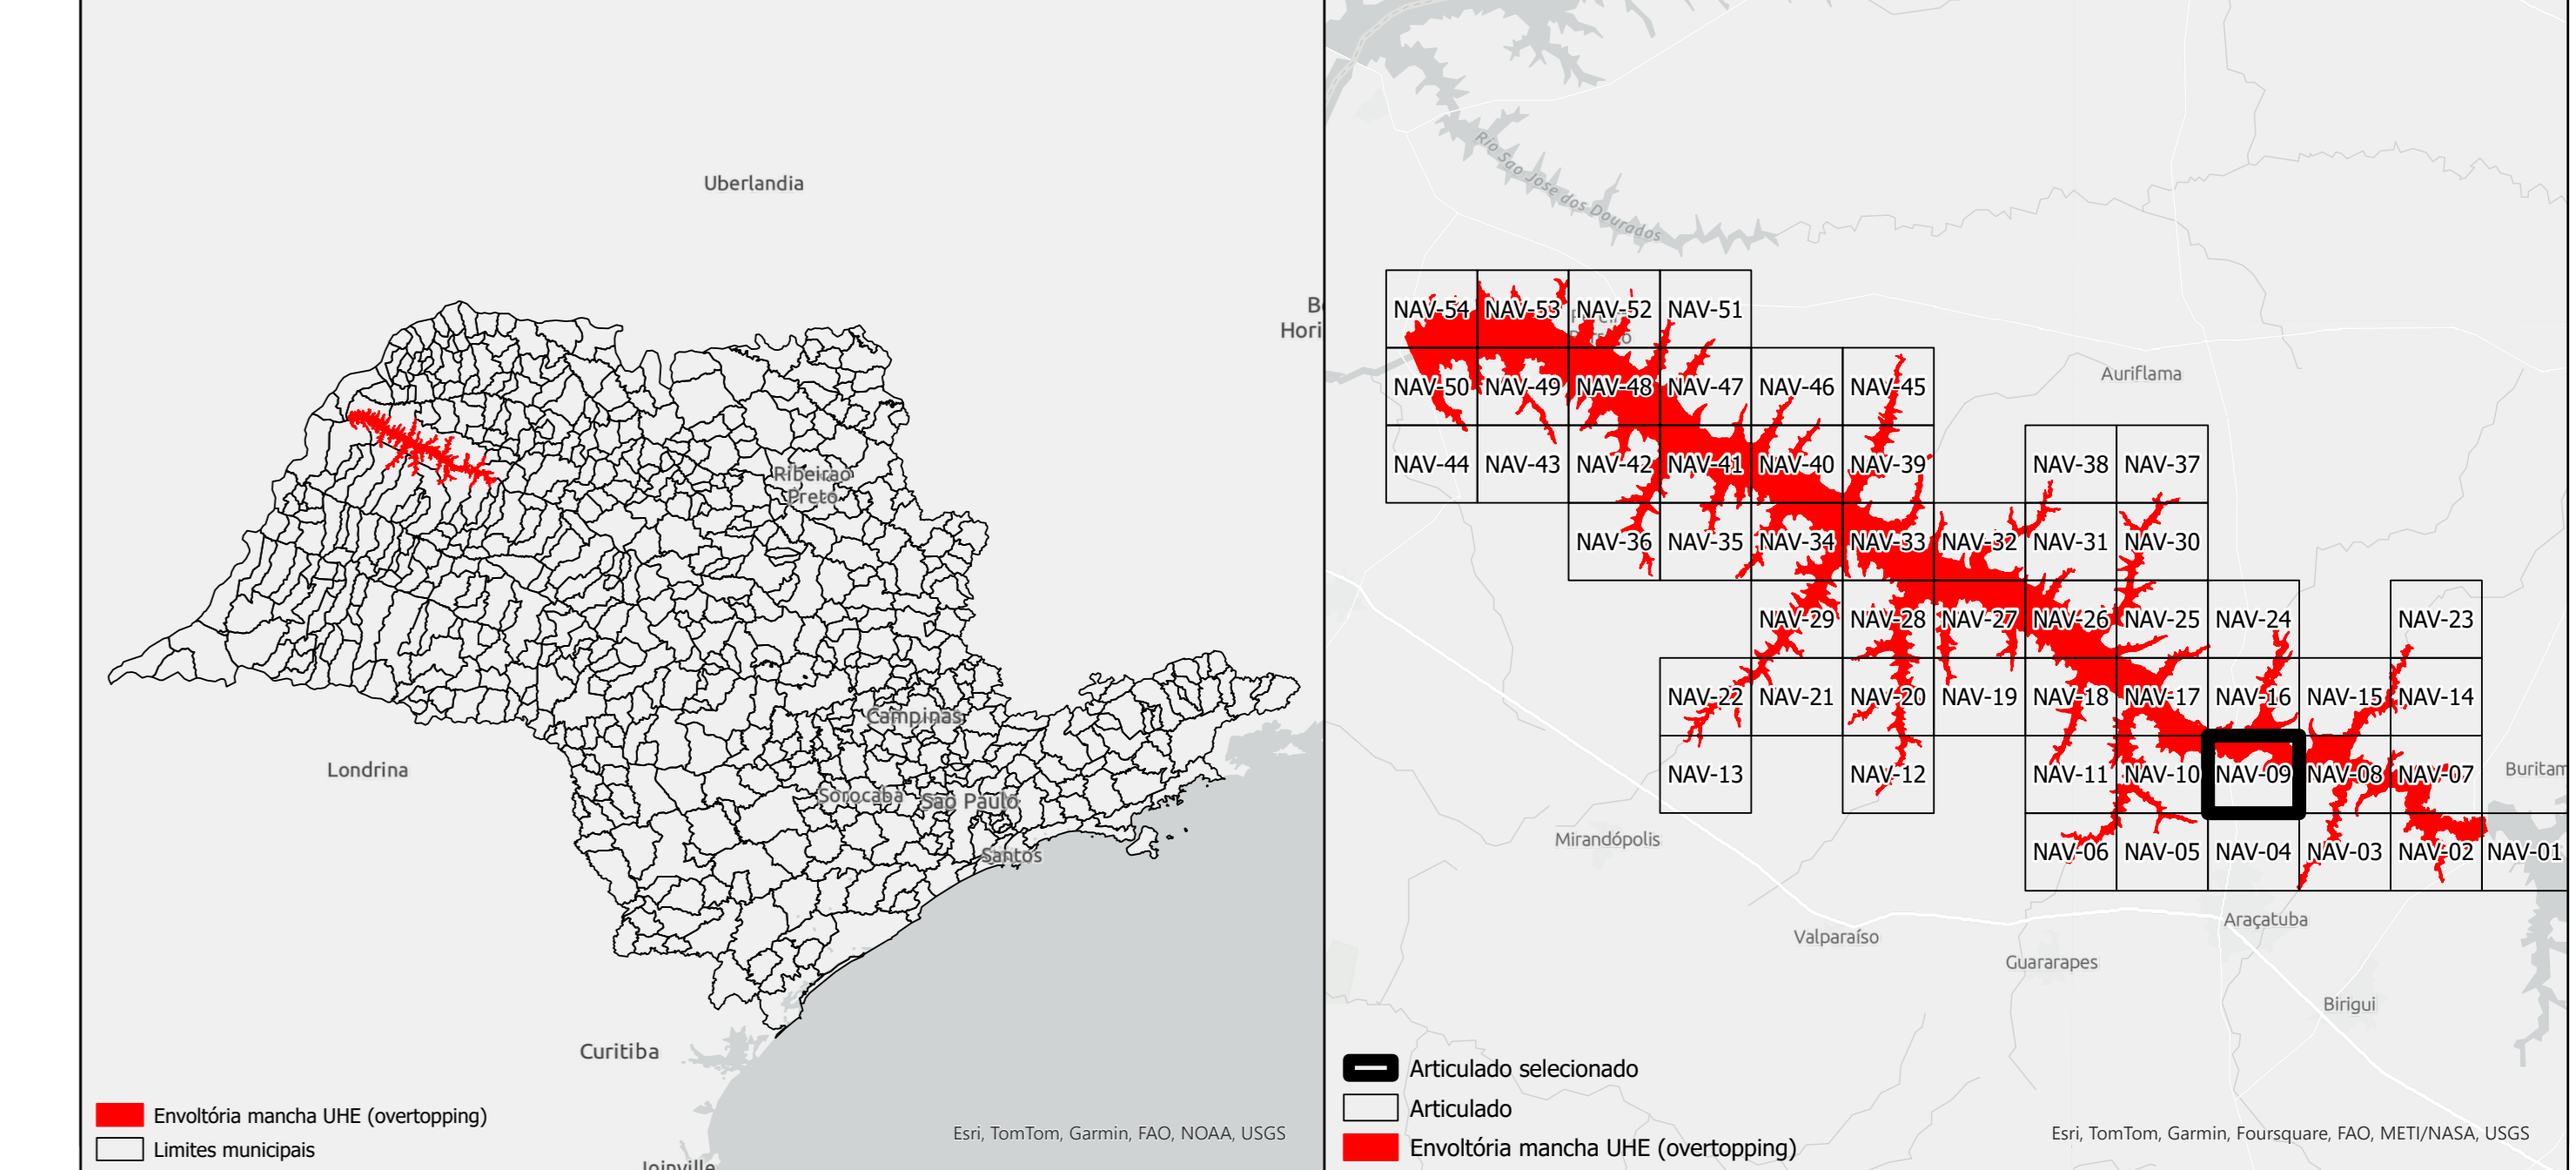 Uberlandia
B
Hori
Ribeirao
Preto
Campinas
Londrina
Sorocaba
Sao Paulo
Santos
Curitiba
Joinville
Envoltória mancha UHE (overtopping)
Limites municipais
Esri, TomTom, Garmin, FAO, NOAA, USGS
Rio Sao Jose dos Dourados
NAV-54 NAV-53 NAV-52 NAV-51
NAV-50 NAV-49 NAV-48 NAV-47 NAV-46 NAV-45
Auriflama
NAV-44 NAV-43 NAV-42 NAV-41 NAV-40 NAV-39 NAV-38 NAV-37
NAV-36 NAV-35 NAV-34 NAV-33 NAV-32 NAV-31 NAV-30
NAV-29 NAV-28 NAV-27 NAV-26 NAV-25 NAV-24 NAV-23
NAV-22 NAV-21 NAV-20 NAV-19 NAV-18 NAV-17 NAV-16 NAV-15 NAV-14
NAV-13 NAV-12 NAV-11 NAV-10 NAV-09 NAV-08 NAV-07
Buritam
Mirandópolis
NAV-06 NAV-05 NAV-04 NAV-03 NAV-02 NAV-01
Araçatuba
Valparaíso
Guararapes
Birigui
Articulado selecionado
Articulado
Envoltória mancha UHE (overtopping)
Esri, TomTom, Garmin, Foursquare, FAO, METI/NASA, USGS